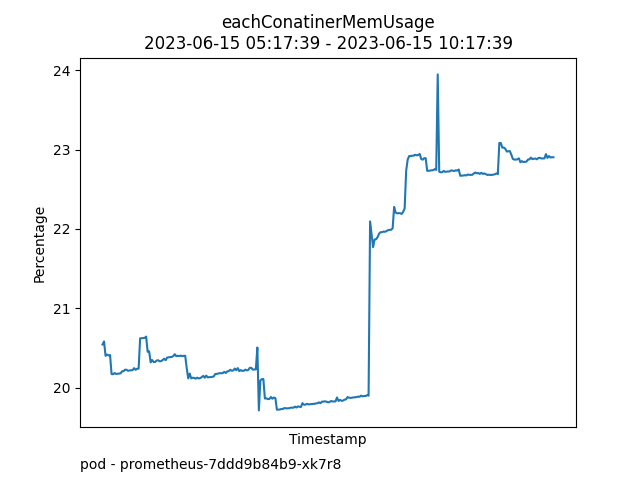 eachConatinerMemUsage
2023-06-15 05:17:39 - 2023-06-15 10:17:39
24
23
22
21
20
Percentage
Timestamp
pod - prometheus-7ddd9b84b9-xk7r8